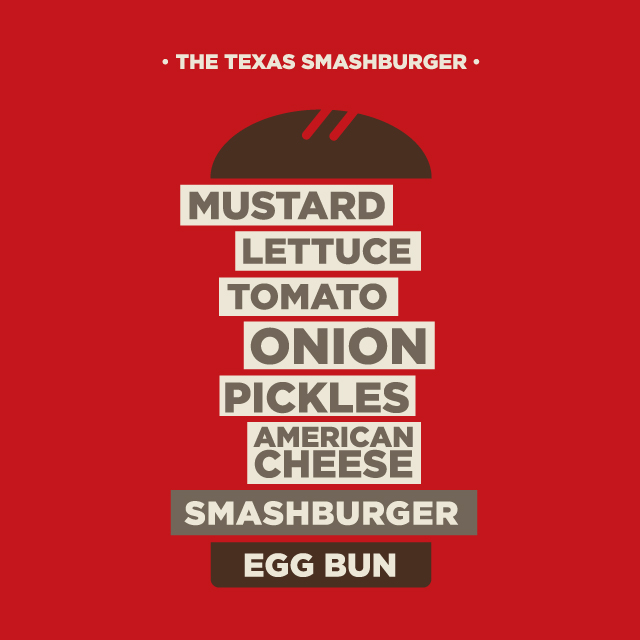 • THE TEXAS SMASHBURGER •
MUSTARD
LETTUCE
TOMATO
ONION
PICKLES
AMERICAN
CHEESE
SMASHBURGER
EGG BUN